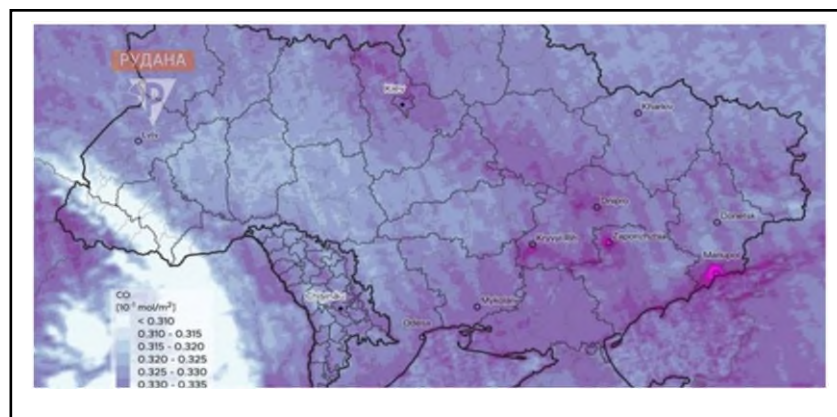 РУДАНА
Kiev
Kharkiv
Lviv
Dnipro
Donetsk
Kryvyi Rih
Zaporizhzhia
Mariupol
Chișinău
Mykolaiv
Odesa
CO
[10⁻¹ mol/m²]
< 0.310
0.310 - 0.315
0.315 - 0.320
0.320 - 0.325
0.325 - 0.330
0.330 - 0.335